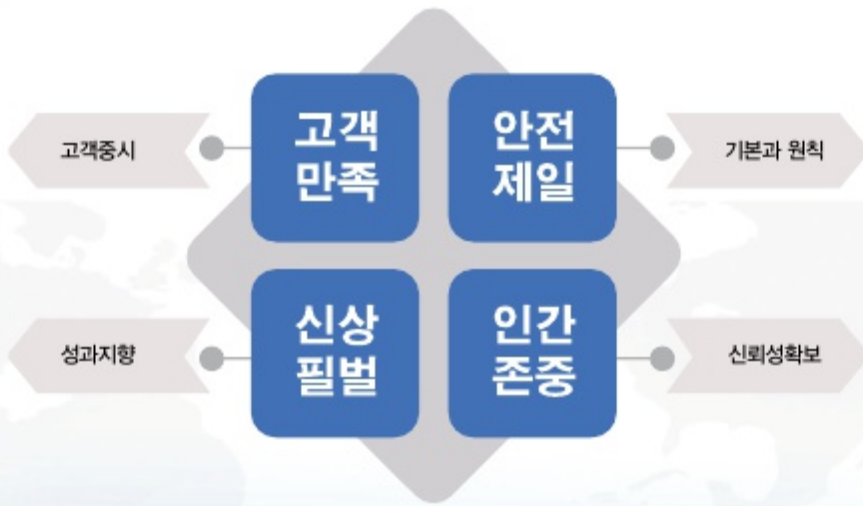 고객중시
고객
만족
안전
제일
기본과 원칙
성과지향
신상
필벌
인간
존중
신뢰성확보